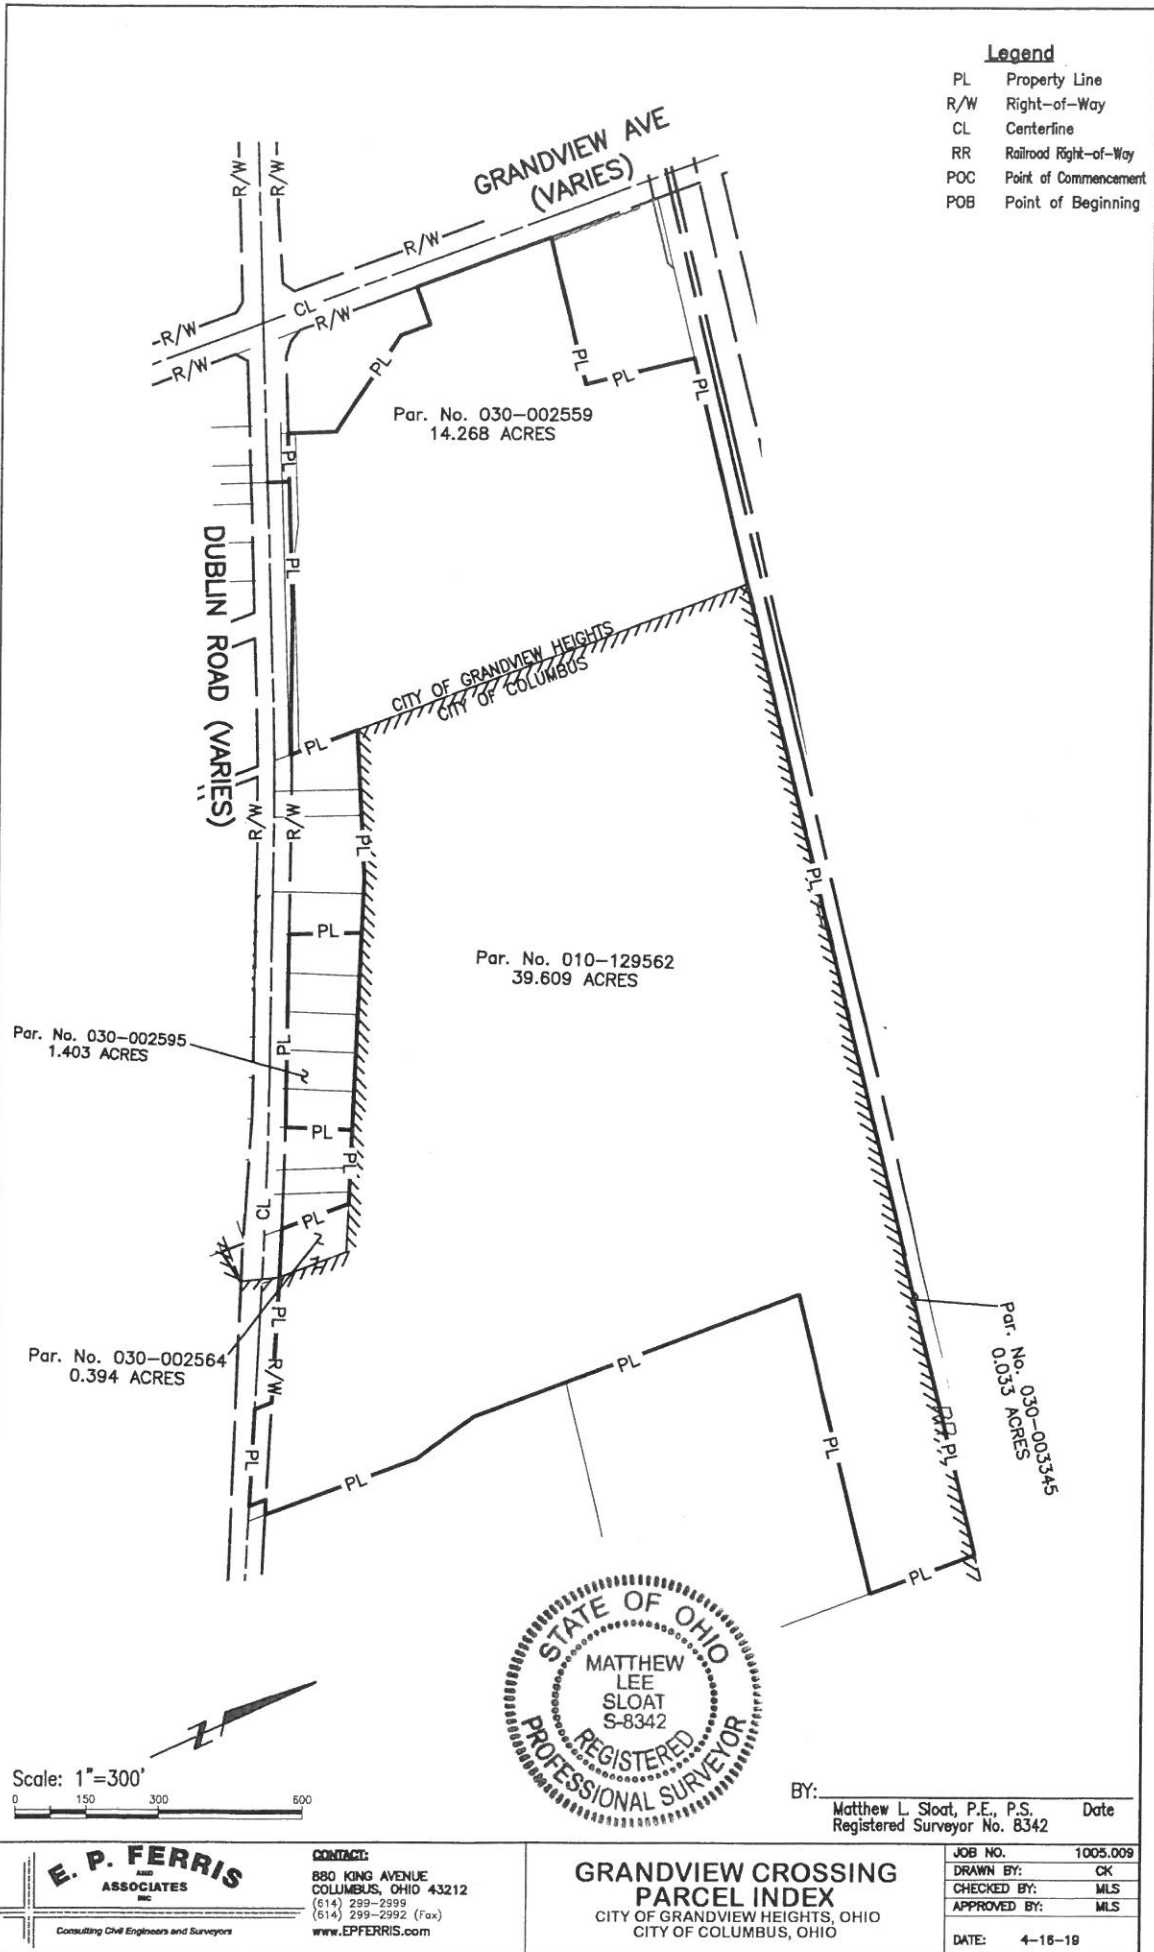 Legend
PL Property Line
R/W Right-of-Way
CL Centerline
RR Railroad Right-of-Way
POC Point of Commencement
POB Point of Beginning
GRANDVIEW AVE
(VARIES)
R/W
R/W
R/W
CL
R/W
R/W
R/W
PL
PL
PL
PL
Par. No. 030-002559
14.268 ACRES
PL
PL
DUBLIN ROAD (VARIES)
CITY OF GRANDVIEW HEIGHTS
CITY OF COLUMBUS
PL
R/W
R/W
PL
PL
PL
Par. No. 010-129562
39.609 ACRES
Par. No. 030-002595
1.403 ACRES
PL
PL
PL
CL
PL
Par. No. 030-002564
0.394 ACRES
PL
R/W
PL
PL
PL
PL
Par. No. 030-003345
0.033 ACRES
RR
PL
PL
STATE OF OHIO
MATTHEW
LEE
SLOAT
S-8342
REGISTERED
PROFESSIONAL SURVEYOR
N
Scale: 1"=300'
0 150 300 600
BY:
Matthew L. Sloat, P.E., P.S. Date
Registered Surveyor No. 8342
E. P. FERRIS
AND
ASSOCIATES
INC
Consulting Civil Engineers and Surveyors
CONTACT:
880 KING AVENUE
COLUMBUS, OHIO 43212
(614) 299-2999
(614) 299-2992 (Fax)
www.EPFERRIS.com
GRANDVIEW CROSSING
PARCEL INDEX
CITY OF GRANDVIEW HEIGHTS, OHIO
CITY OF COLUMBUS, OHIO
JOB NO. 1005.009
DRAWN BY: CK
CHECKED BY: MLS
APPROVED BY: MLS
DATE: 4-16-19